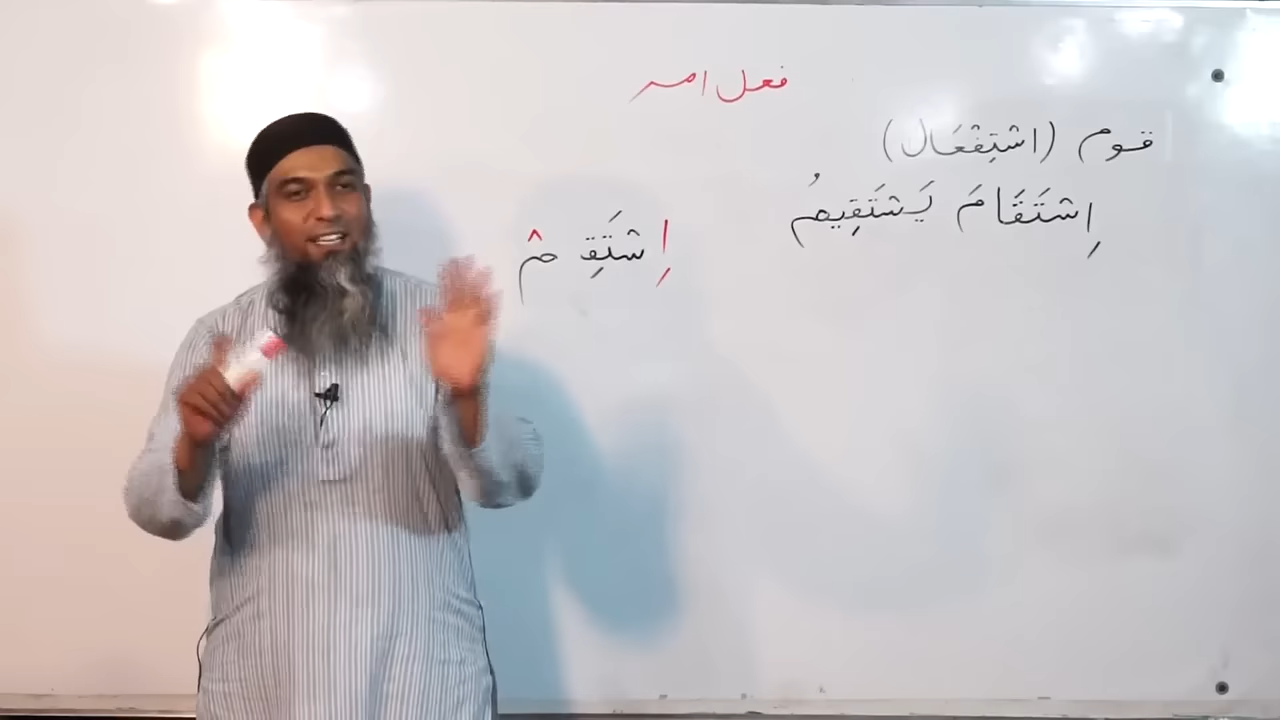 فعل امر
قوم (اسْتِفْعَال)
اِسْتَقَامَ يَسْتَقِيمُ
اِسْتَقِ مْ